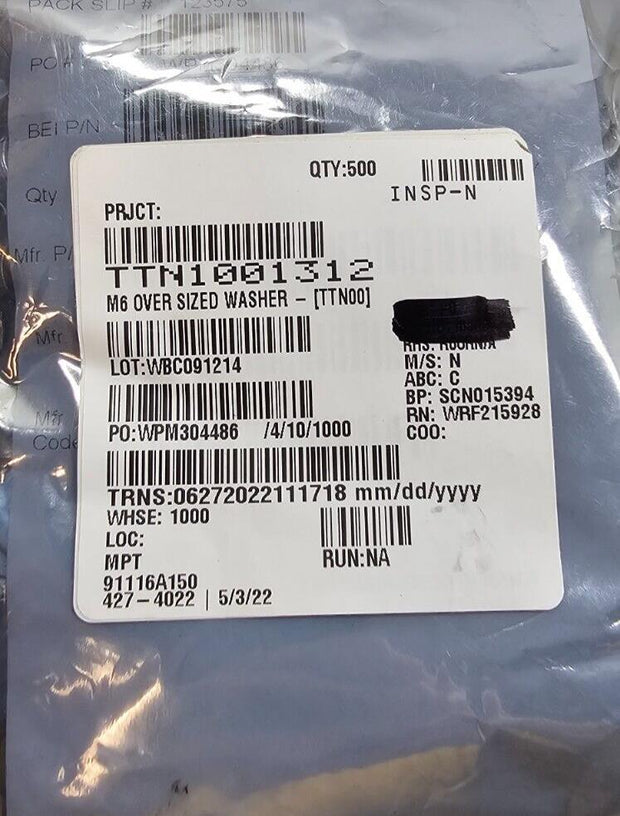 PACK SLIP # 123575
PO #
BEI P/N
Qty
Mfr. P/
Mfr.
Mfr
Code
QTY:500
INSP-N
PRJCT:
TTN1001312
M6 OVER SIZED WASHER - [TTN00]
LOT:WBC091214
M/S: N
ABC: C
BP: SCN015394
RN: WRF215928
COO:
PO:WPM304486 /4/10/1000
TRNS:06272022111718 mm/dd/yyyy
WHSE: 1000
LOC:
MPT
RUN:NA
91116A150
427-4022 | 5/3/22